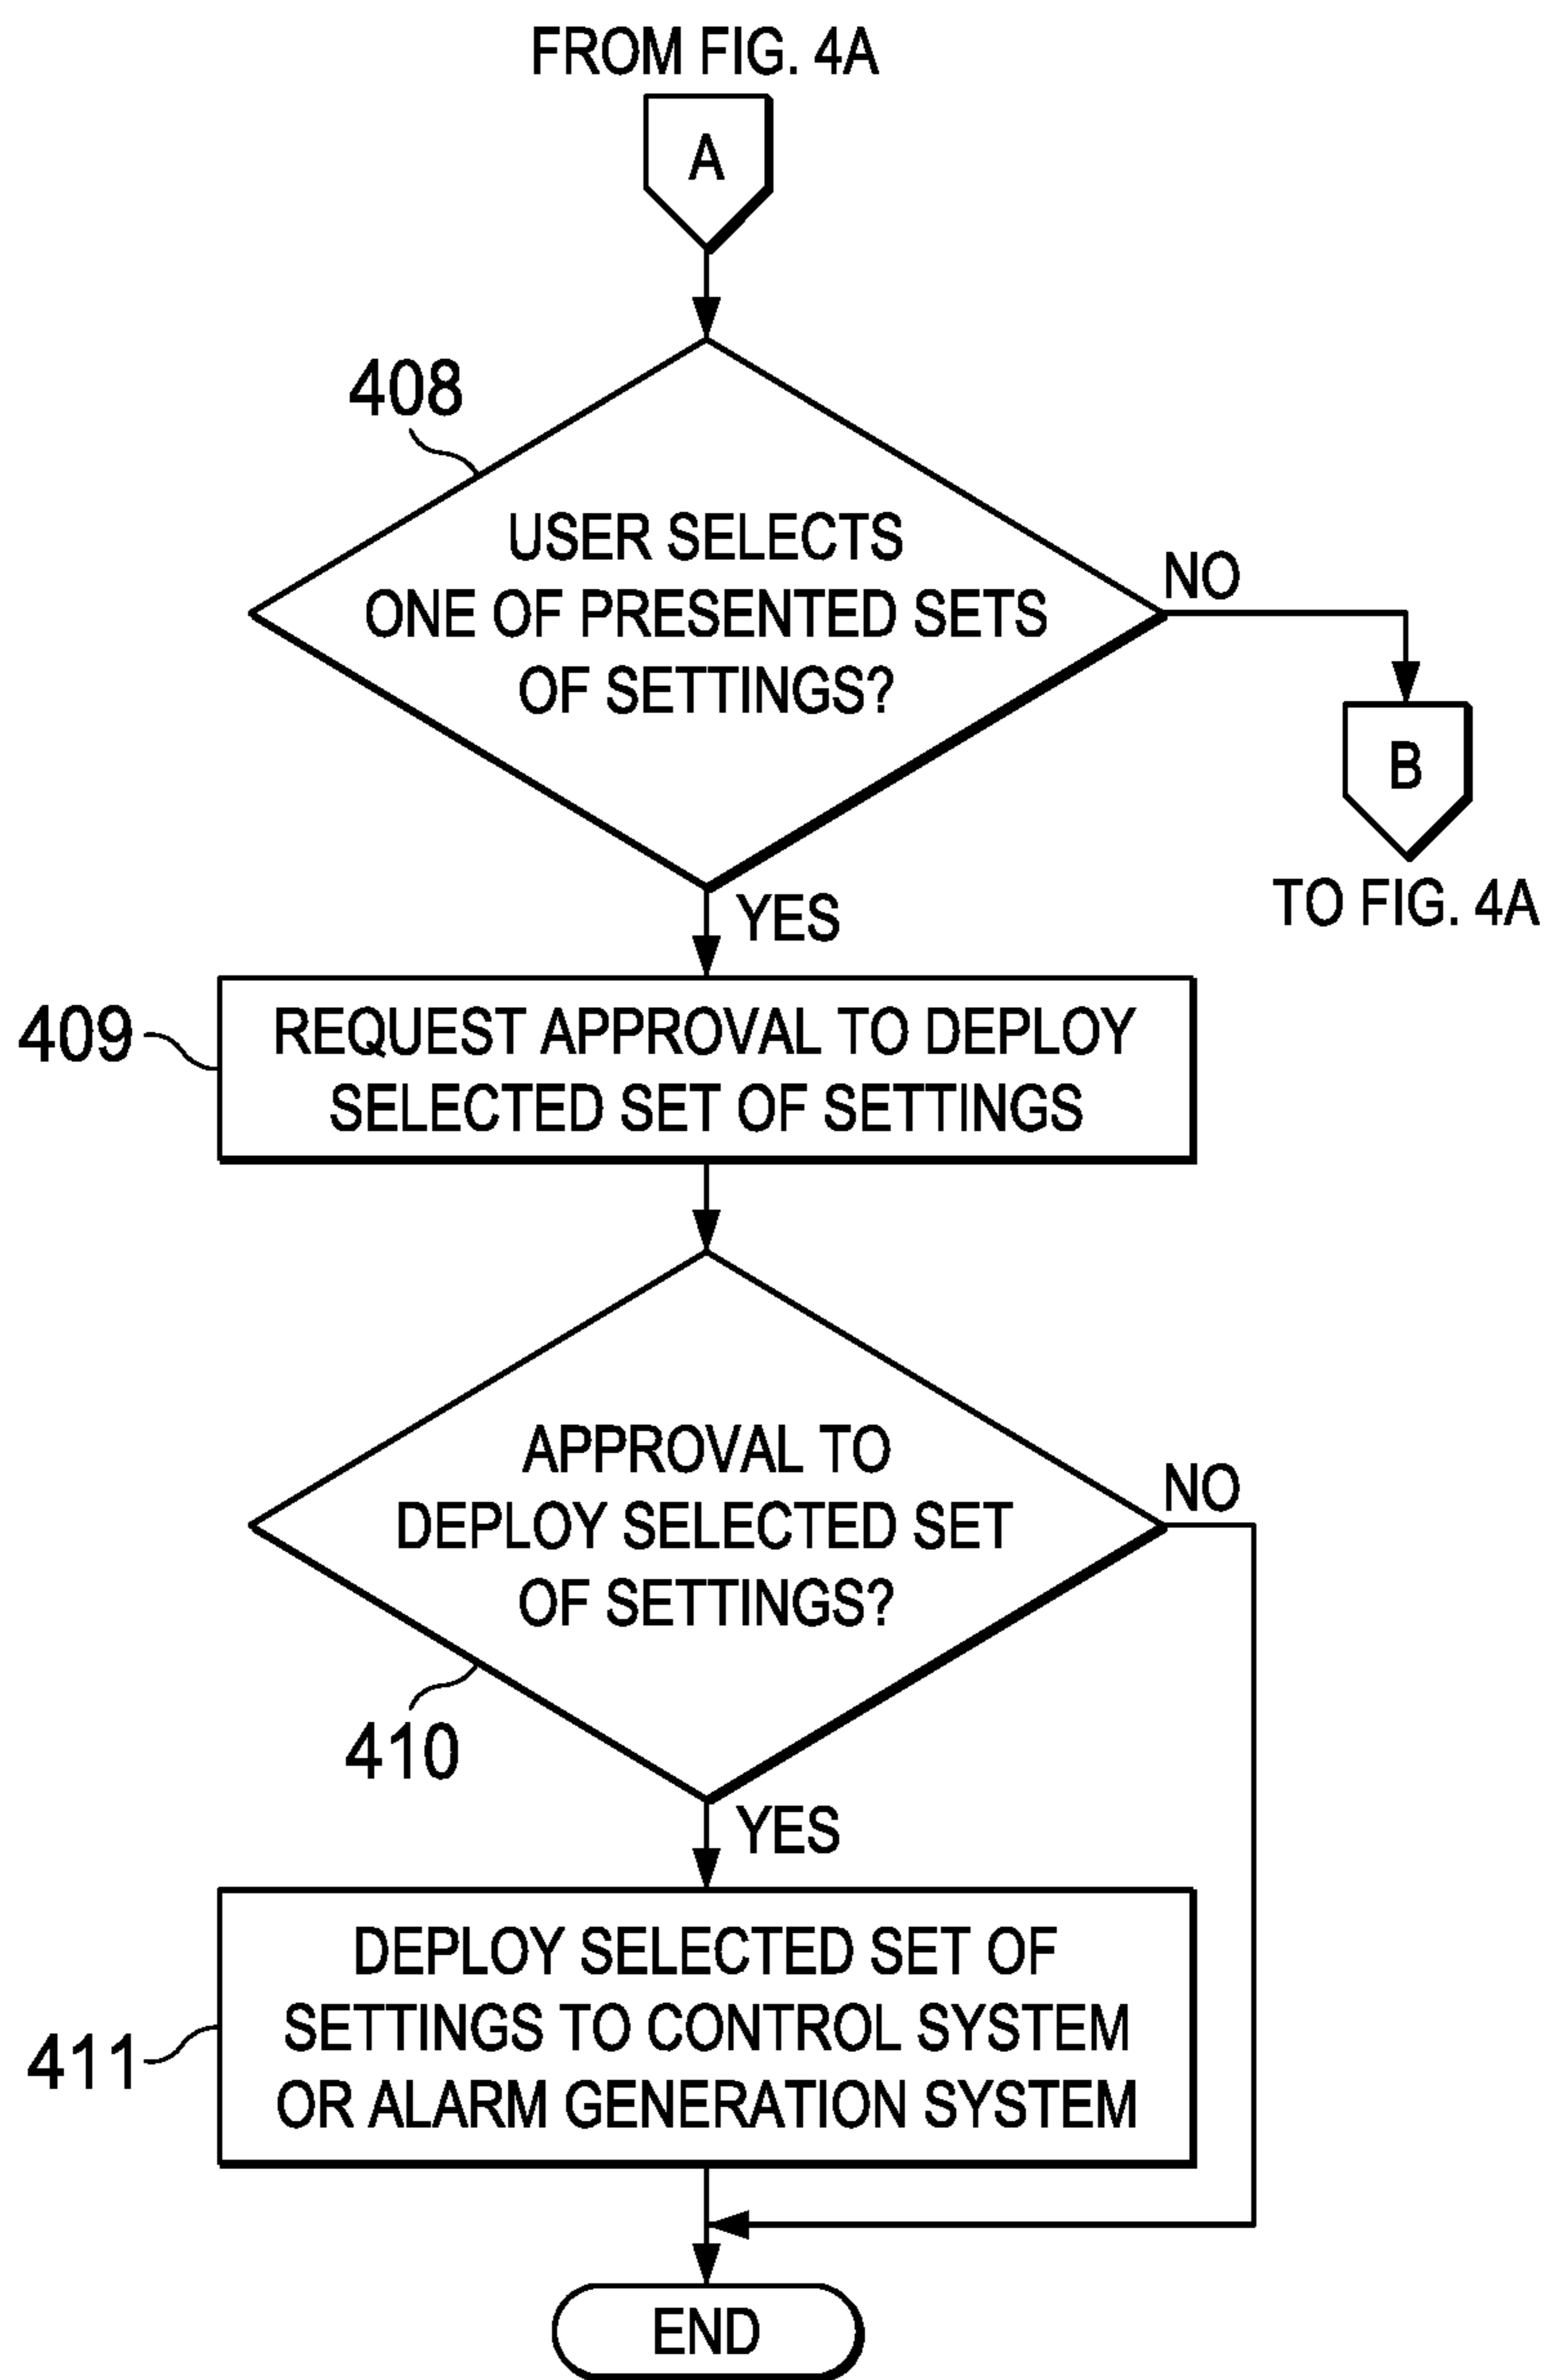 FROM FIG. 4A
A
408
USER SELECTS
ONE OF PRESENTED SETS
OF SETTINGS?
NO
B
TO FIG. 4A
YES
409
REQUEST APPROVAL TO DEPLOY
SELECTED SET OF SETTINGS
APPROVAL TO
DEPLOY SELECTED SET
OF SETTINGS?
NO
410
YES
411
DEPLOY SELECTED SET OF
SETTINGS TO CONTROL SYSTEM
OR ALARM GENERATION SYSTEM
END